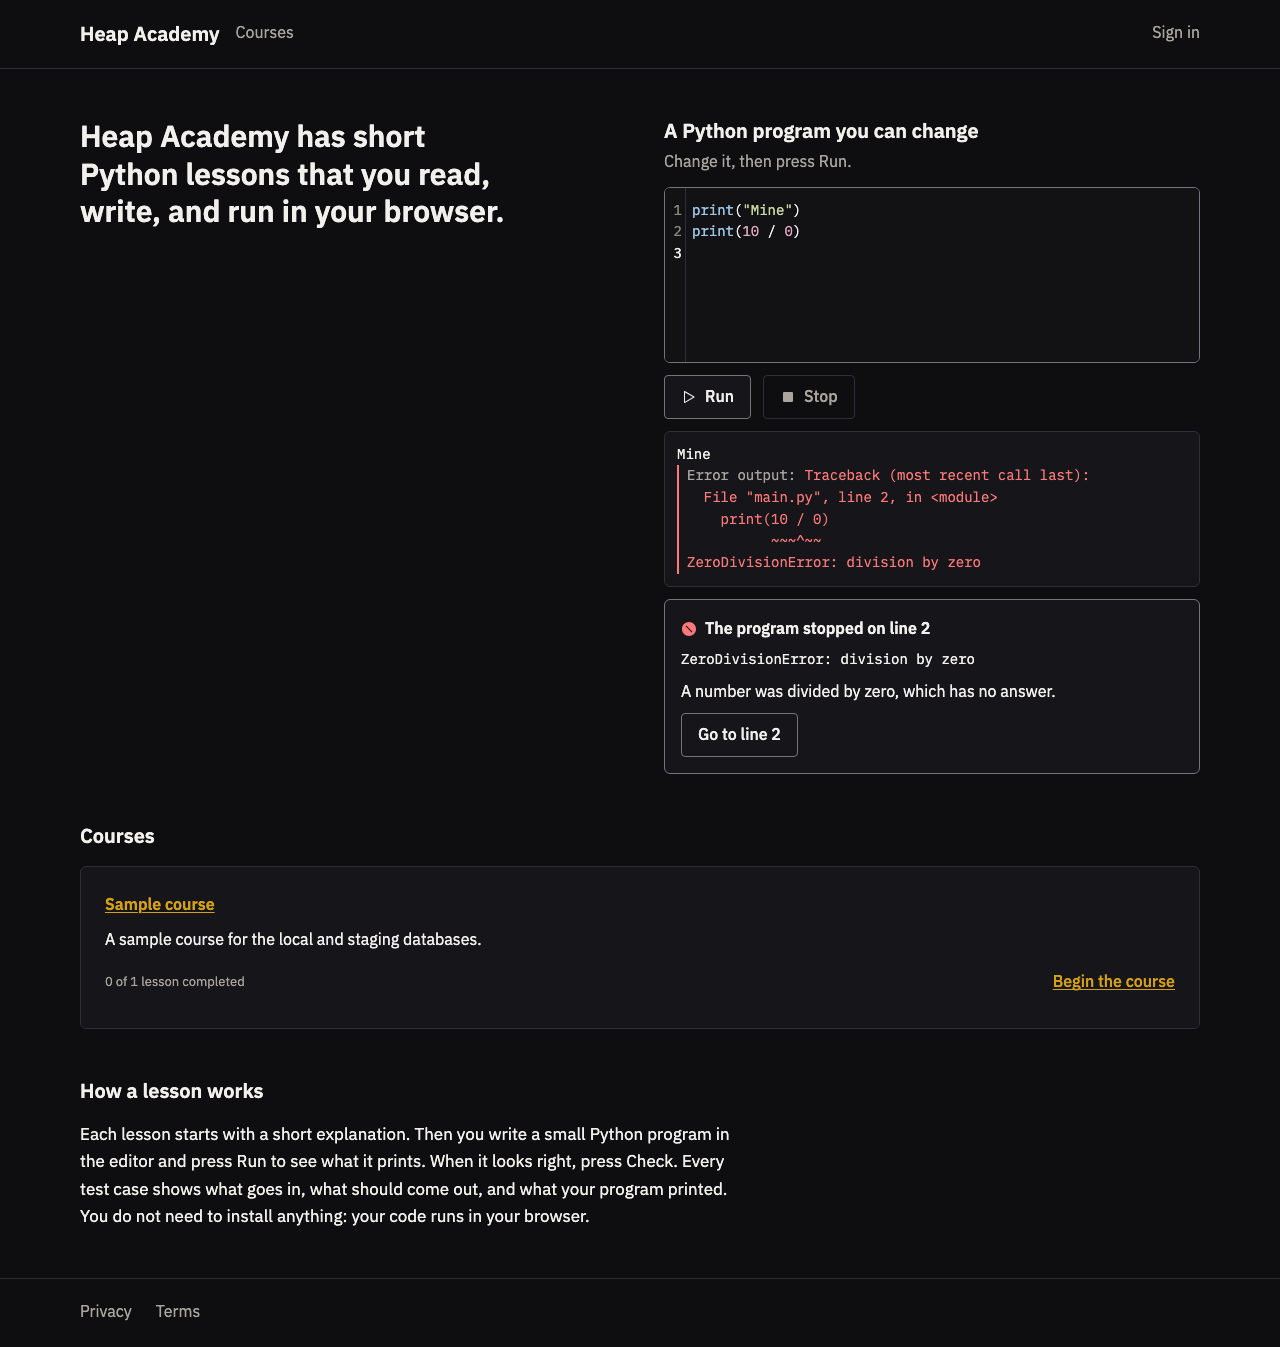 Heap Academy
Courses
Sign in
Heap Academy has short
Python lessons that you read,
write, and run in your browser.
A Python program you can change
Change it, then press Run.
1 print("Mine")
2 print(10 / 0)
3
Run
Stop
Mine
Error output: Traceback (most recent call last):
  File "main.py", line 2, in <module>
    print(10 / 0)
          ~~~^~~
ZeroDivisionError: division by zero
The program stopped on line 2
ZeroDivisionError: division by zero
A number was divided by zero, which has no answer.
Go to line 2
Courses
Sample course
A sample course for the local and staging databases.
0 of 1 lesson completed
Begin the course
How a lesson works
Each lesson starts with a short explanation. Then you write a small Python program in
the editor and press Run to see what it prints. When it looks right, press Check. Every
test case shows what goes in, what should come out, and what your program printed.
You do not need to install anything: your code runs in your browser.
Privacy
Terms